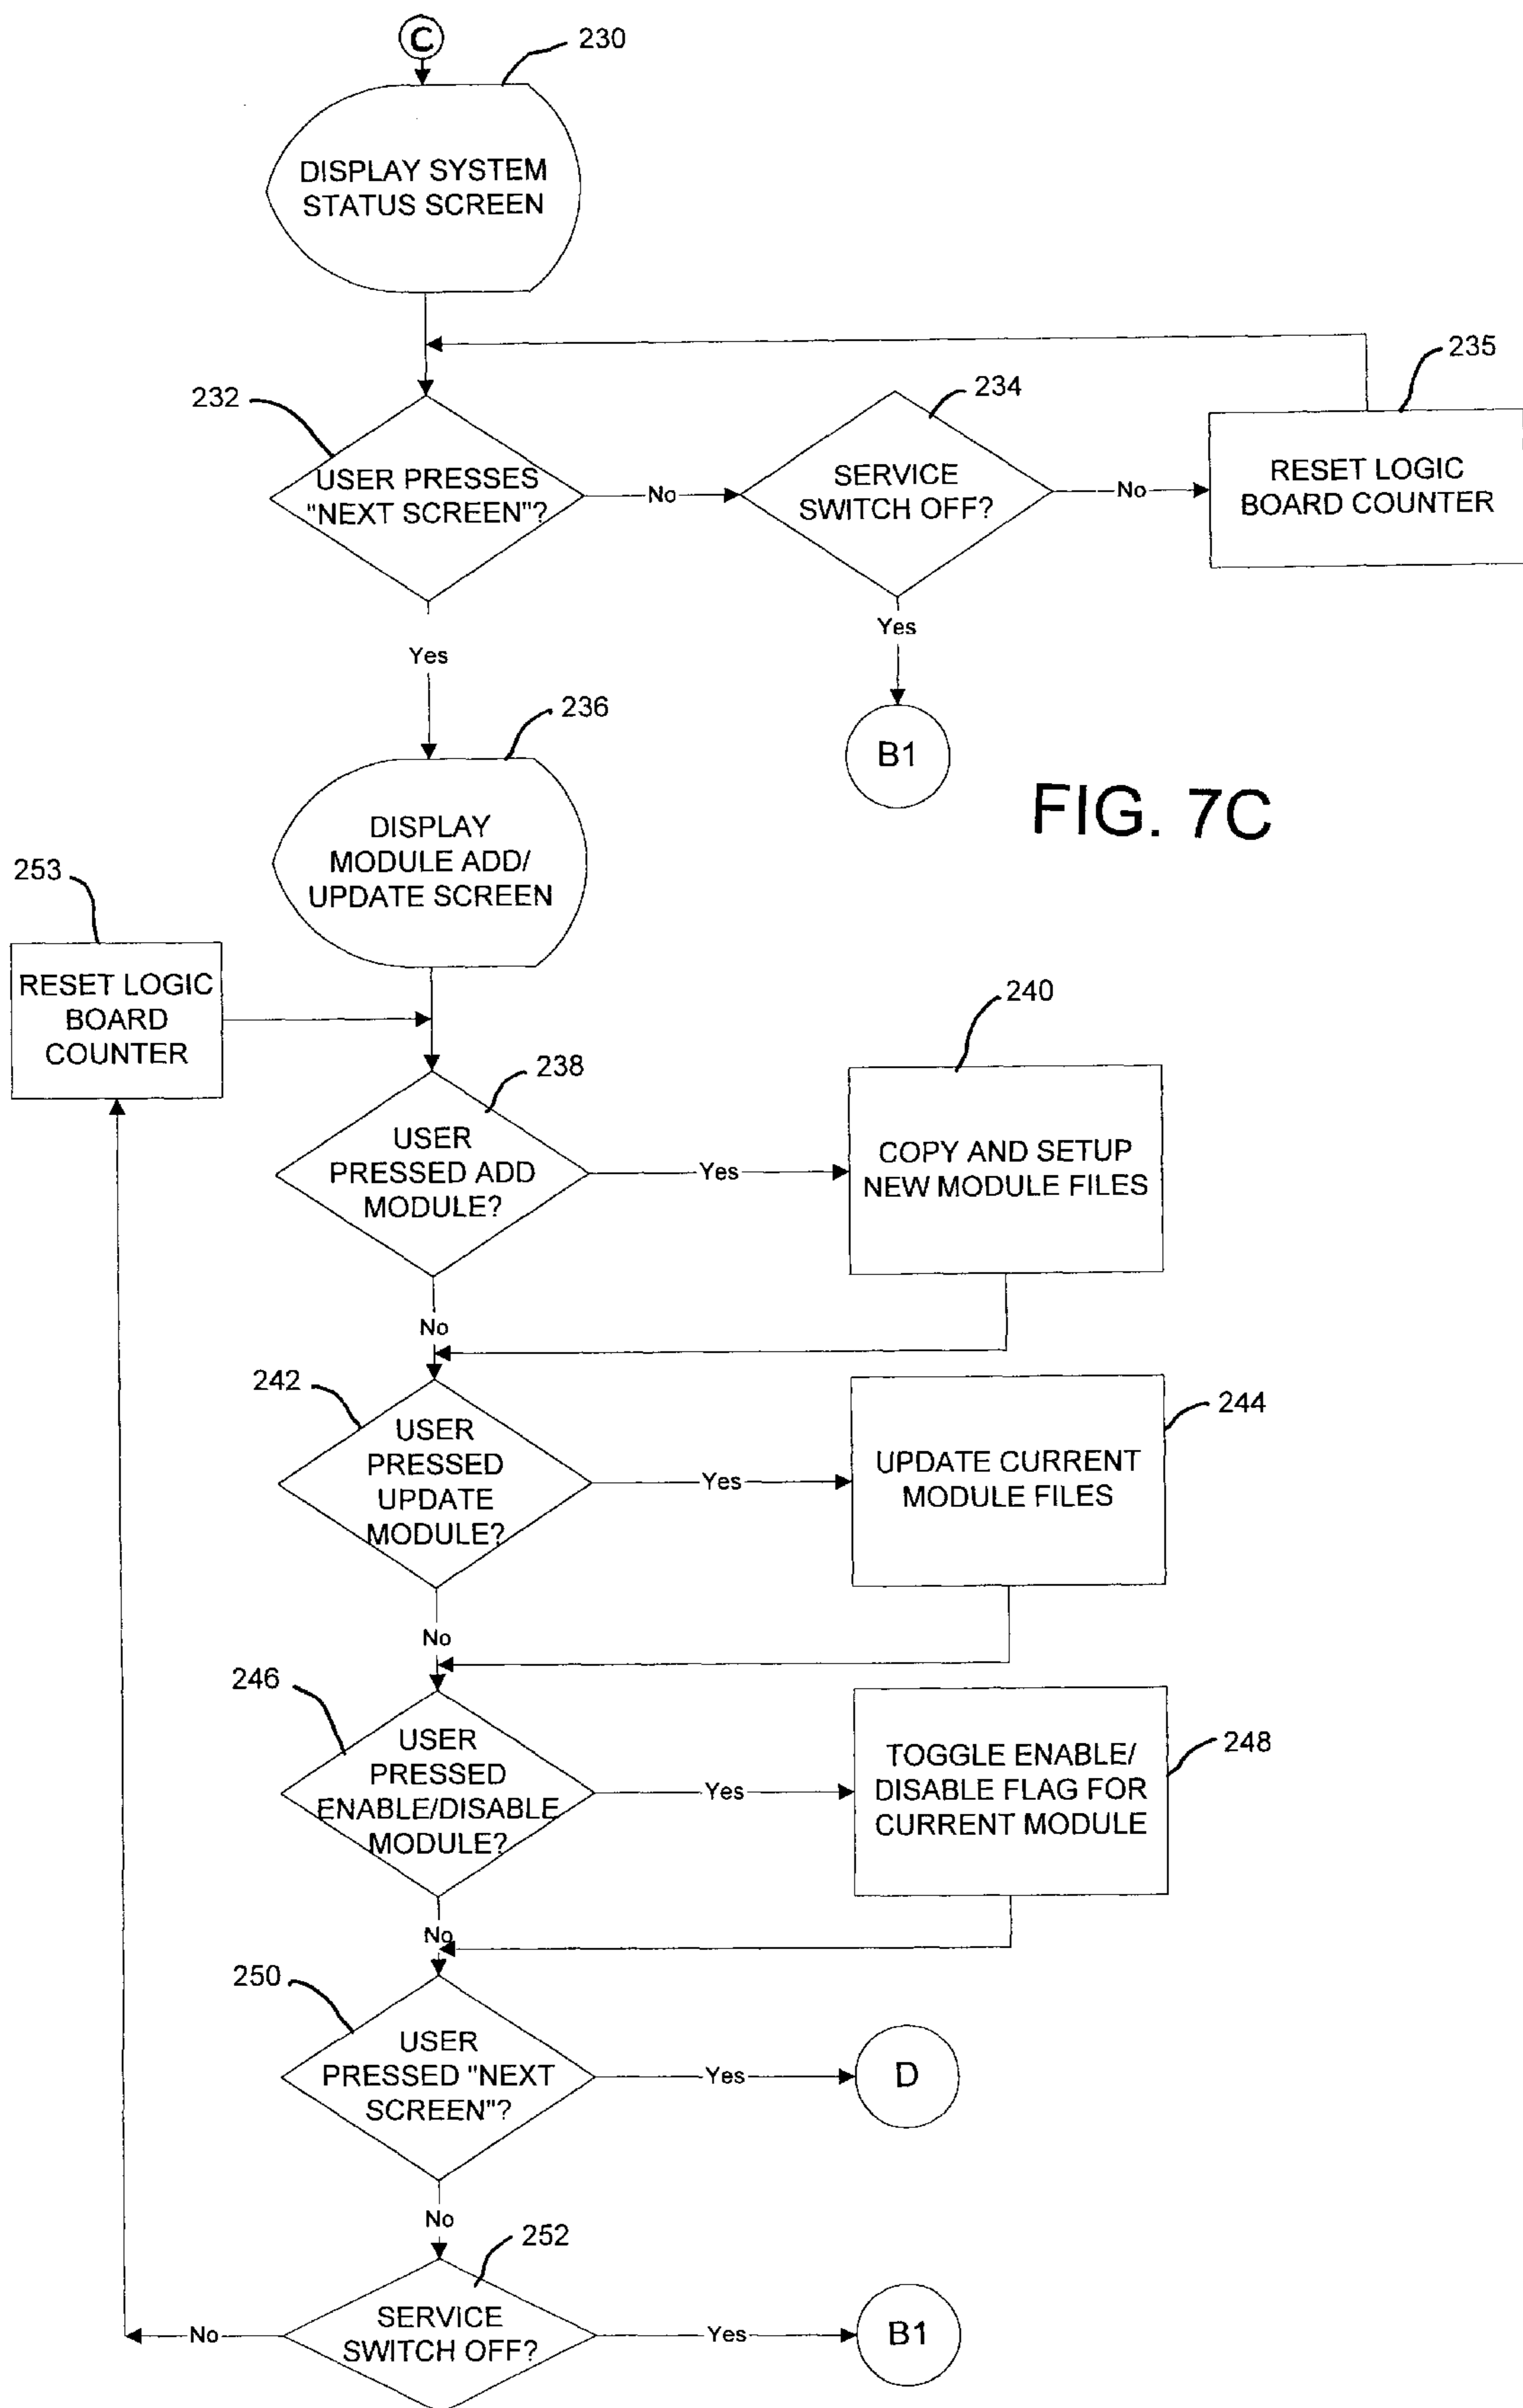 C
230
DISPLAY SYSTEM
STATUS SCREEN
235
232
234
USER PRESSES
"NEXT SCREEN"?
No
SERVICE
SWITCH OFF?
No
RESET LOGIC
BOARD COUNTER
Yes
Yes
236
B1
FIG. 7C
DISPLAY
MODULE ADD/
UPDATE SCREEN
253
RESET LOGIC
BOARD
COUNTER
240
238
USER
PRESSED ADD
MODULE?
Yes
COPY AND SETUP
NEW MODULE FILES
No
242
244
USER
PRESSED
UPDATE
MODULE?
Yes
UPDATE CURRENT
MODULE FILES
No
246
248
USER
PRESSED
ENABLE/DISABLE
MODULE?
Yes
TOGGLE ENABLE/
DISABLE FLAG FOR
CURRENT MODULE
No
250
USER
PRESSED "NEXT
SCREEN"?
Yes
D
No
252
SERVICE
SWITCH OFF?
No
Yes
B1